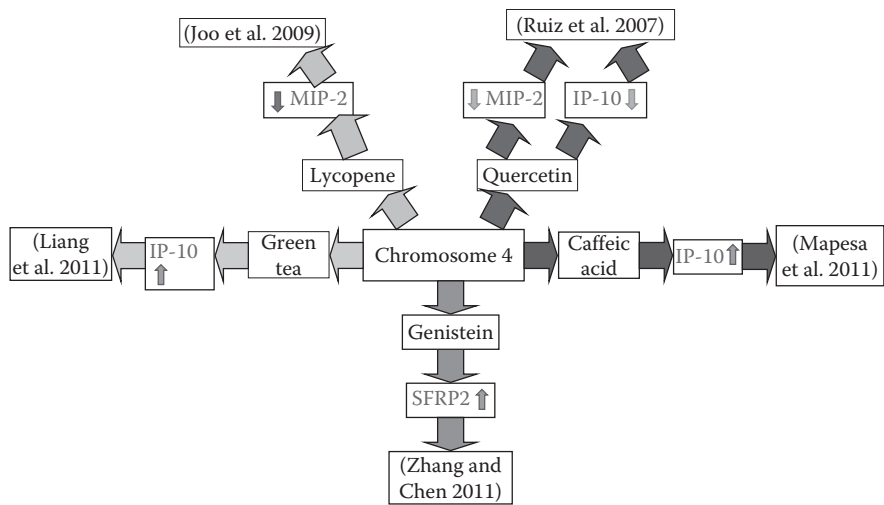 (Joo et al. 2009)
(Ruiz et al. 2007)
MIP-2
MIP-2
IP-10
Lycopene
Quercetin
(Liang
et al. 2011)
IP-10
Green
tea
Chromosome 4
Caffeic
acid
IP-10
(Mapesa
et al. 2011)
Genistein
SFRP2
(Zhang and
Chen 2011)